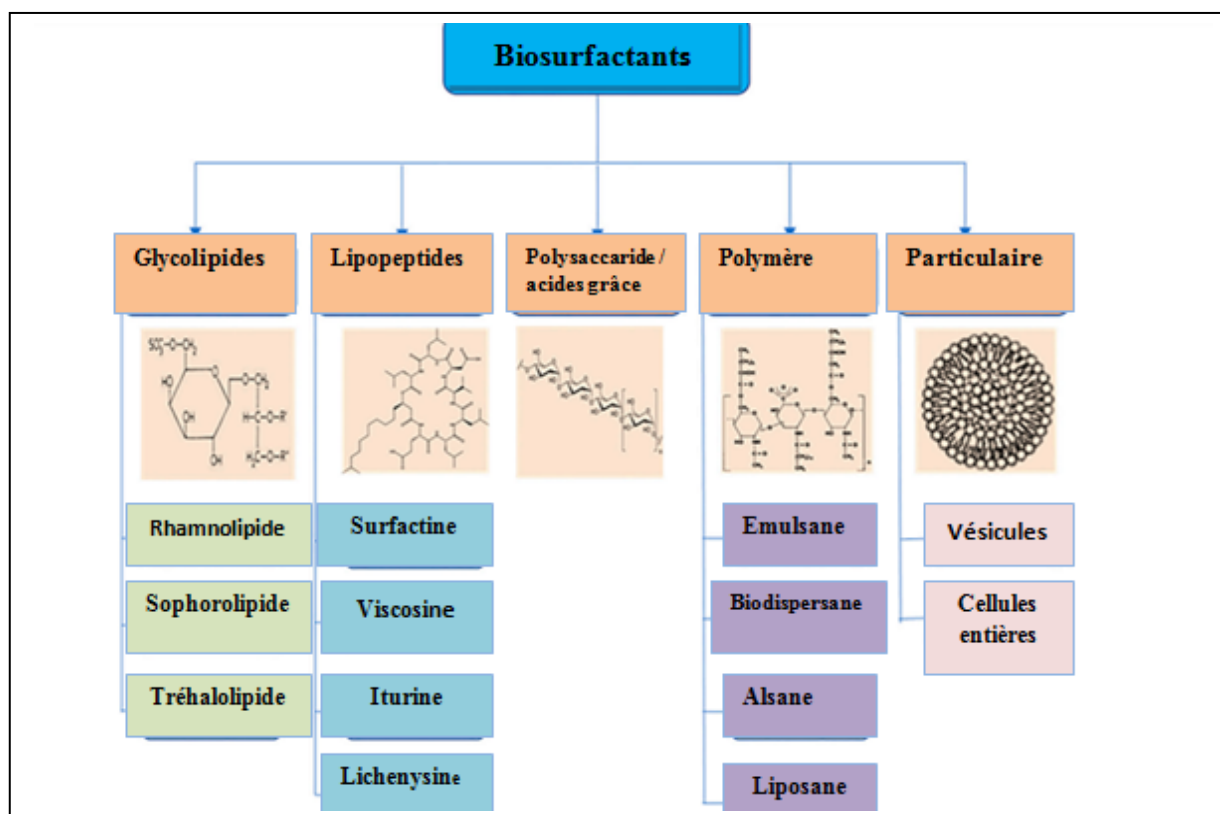 Biosurfactants
Glycolipides
Lipopeptides
Polysaccaride /
acides grâce
Polymère
Particulaire
Rhamnolipide
Sophorolipide
Tréhalolipide
Surfactine
Viscosine
Iturine
Lichenysine
Emulsane
Biodispersane
Alsane
Liposane
Vésicules
Cellules
entières